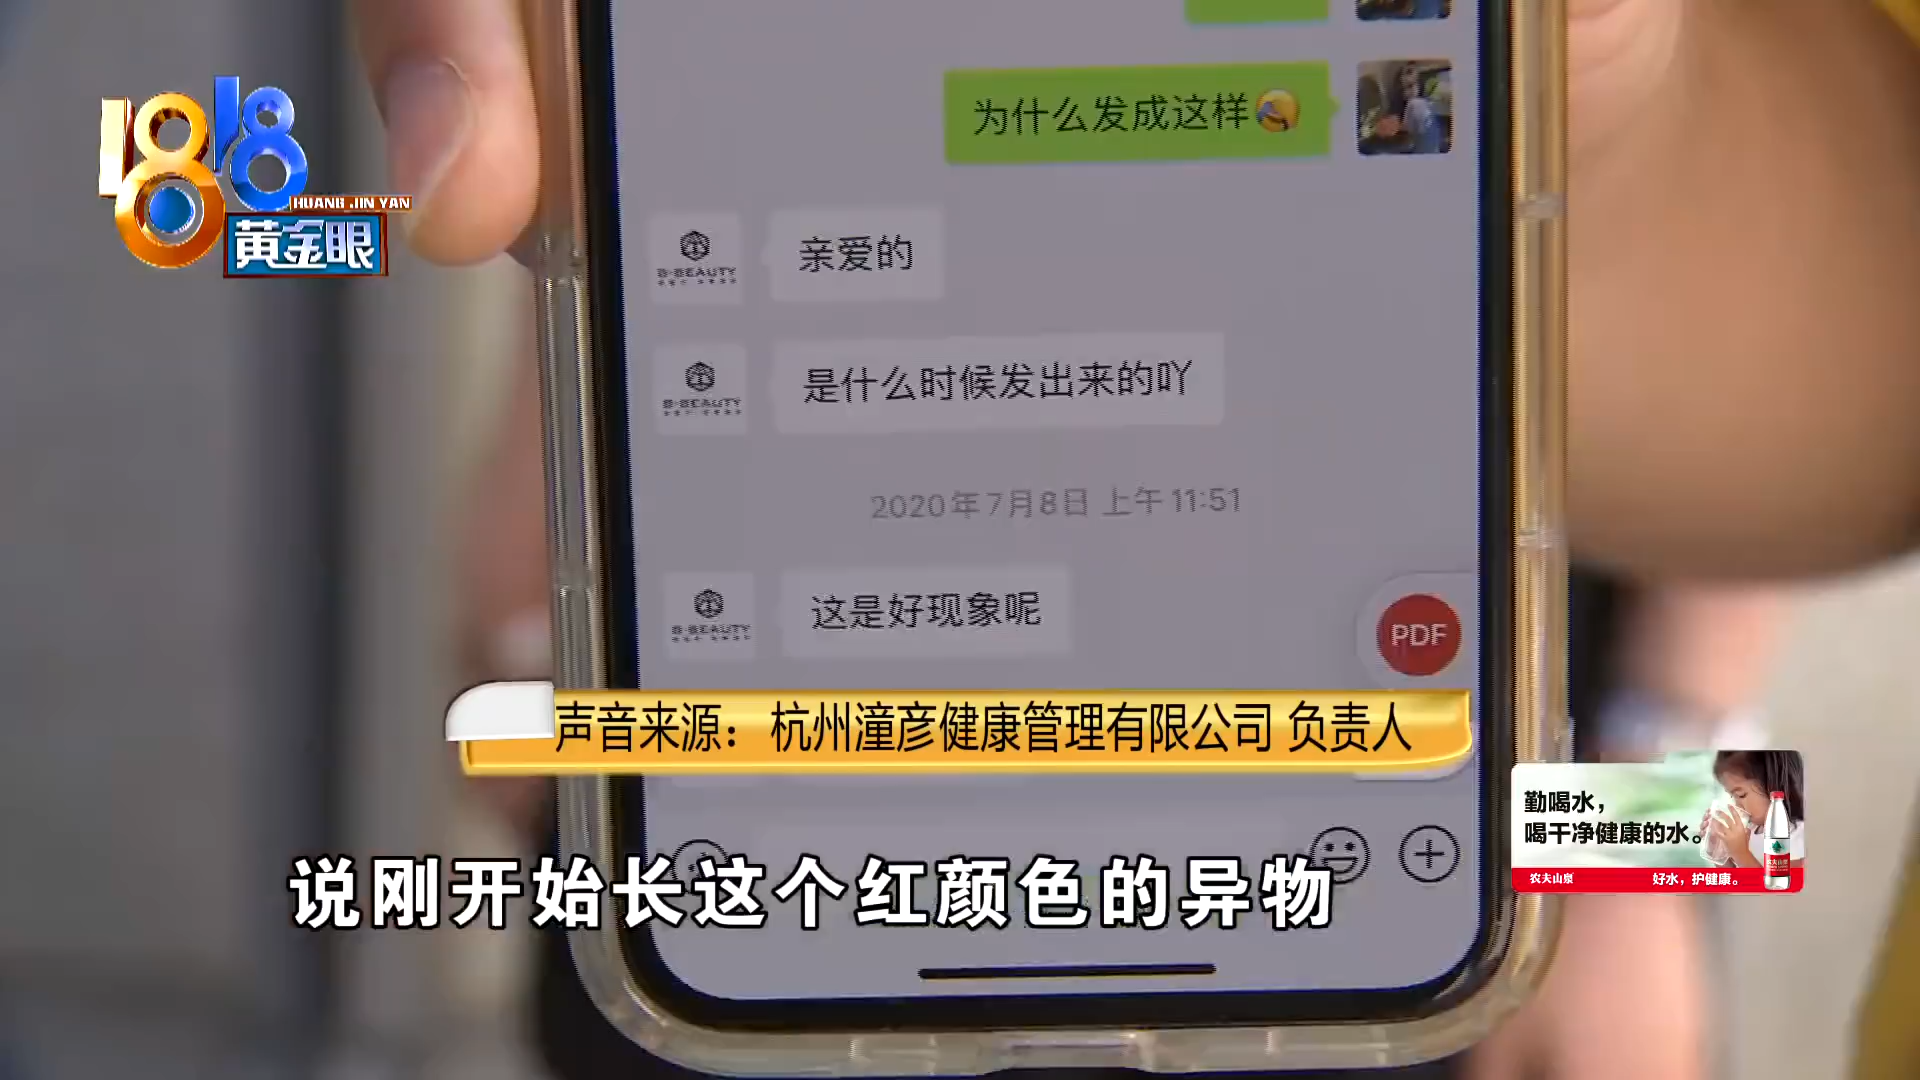 1818
HUANG JIN YAN
黄金眼
为什么发成这样
B-BEAUTY
亲爱的
B-BEAUTY
是什么时候发出来的吖
2020年7月8日 上午 11:51
B-BEAUTY
这是好现象呢
PDF
声音来源：杭州潼彦健康管理有限公司 负责人
勤喝水，
喝干净健康的水。
农夫山泉
好水，护健康。
说刚开始长这个红颜色的异物